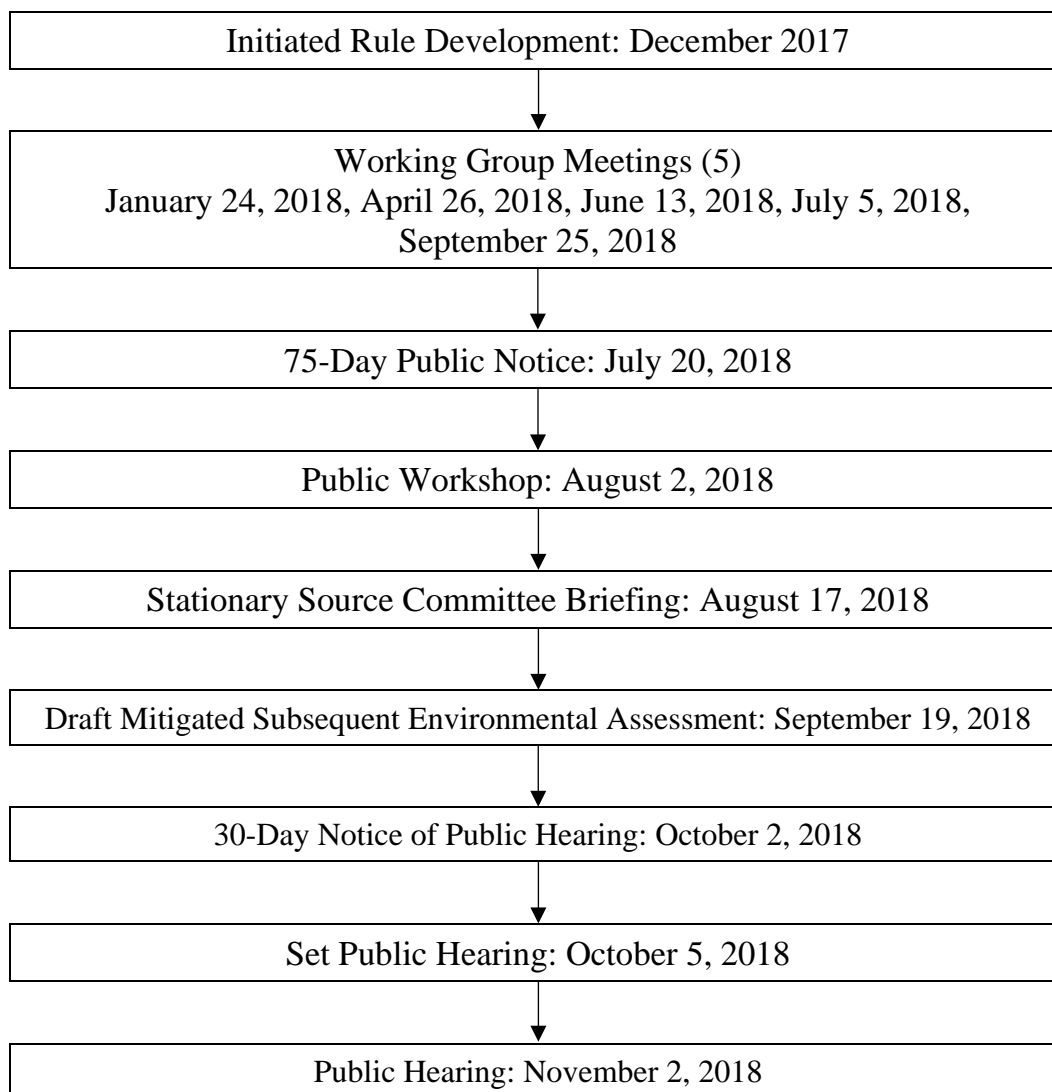 Initiated Rule Development: December 2017
Working Group Meetings (5)
January 24, 2018, April 26, 2018, June 13, 2018, July 5, 2018,
September 25, 2018
75-Day Public Notice: July 20, 2018
Public Workshop: August 2, 2018
Stationary Source Committee Briefing: August 17, 2018
Draft Mitigated Subsequent Environmental Assessment: September 19, 2018
30-Day Notice of Public Hearing: October 2, 2018
Set Public Hearing: October 5, 2018
Public Hearing: November 2, 2018